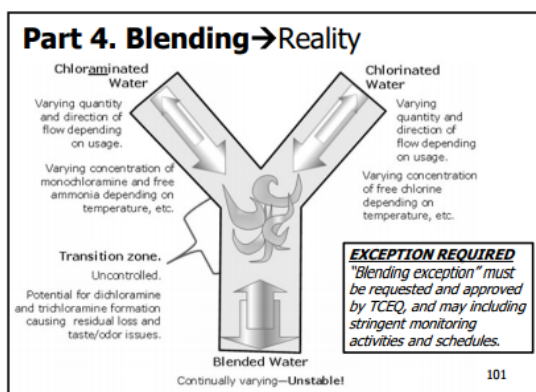 Part 4. Blending→Reality
Chloraminated
Water
Varying quantity
and direction of
flow depending
on usage.
Varying concentration of
monochloramine and free
ammonia depending on
temperature, etc.
Transition zone.
Uncontrolled.
Potential for dichloramine
and trichloramine formation
causing residual loss and
taste/odor issues.
Chlorinated
Water
Varying
quantity and
direction of
flow depending
on usage.
Varying concentration
of free chlorine
depending on
temperature, etc.
EXCEPTION REQUIRED
"Blending exception" must
be requested and approved
by TCEQ, and may including
stringent monitoring
activities and schedules.
Blended Water
Continually varying—Unstable!
101